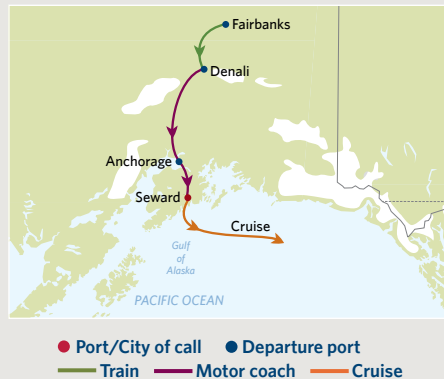 Fairbanks
Denali
Anchorage
Seward
Cruise
Gulf
of
Alaska
PACIFIC OCEAN
Port/City of call Departure port
Train Motor coach Cruise